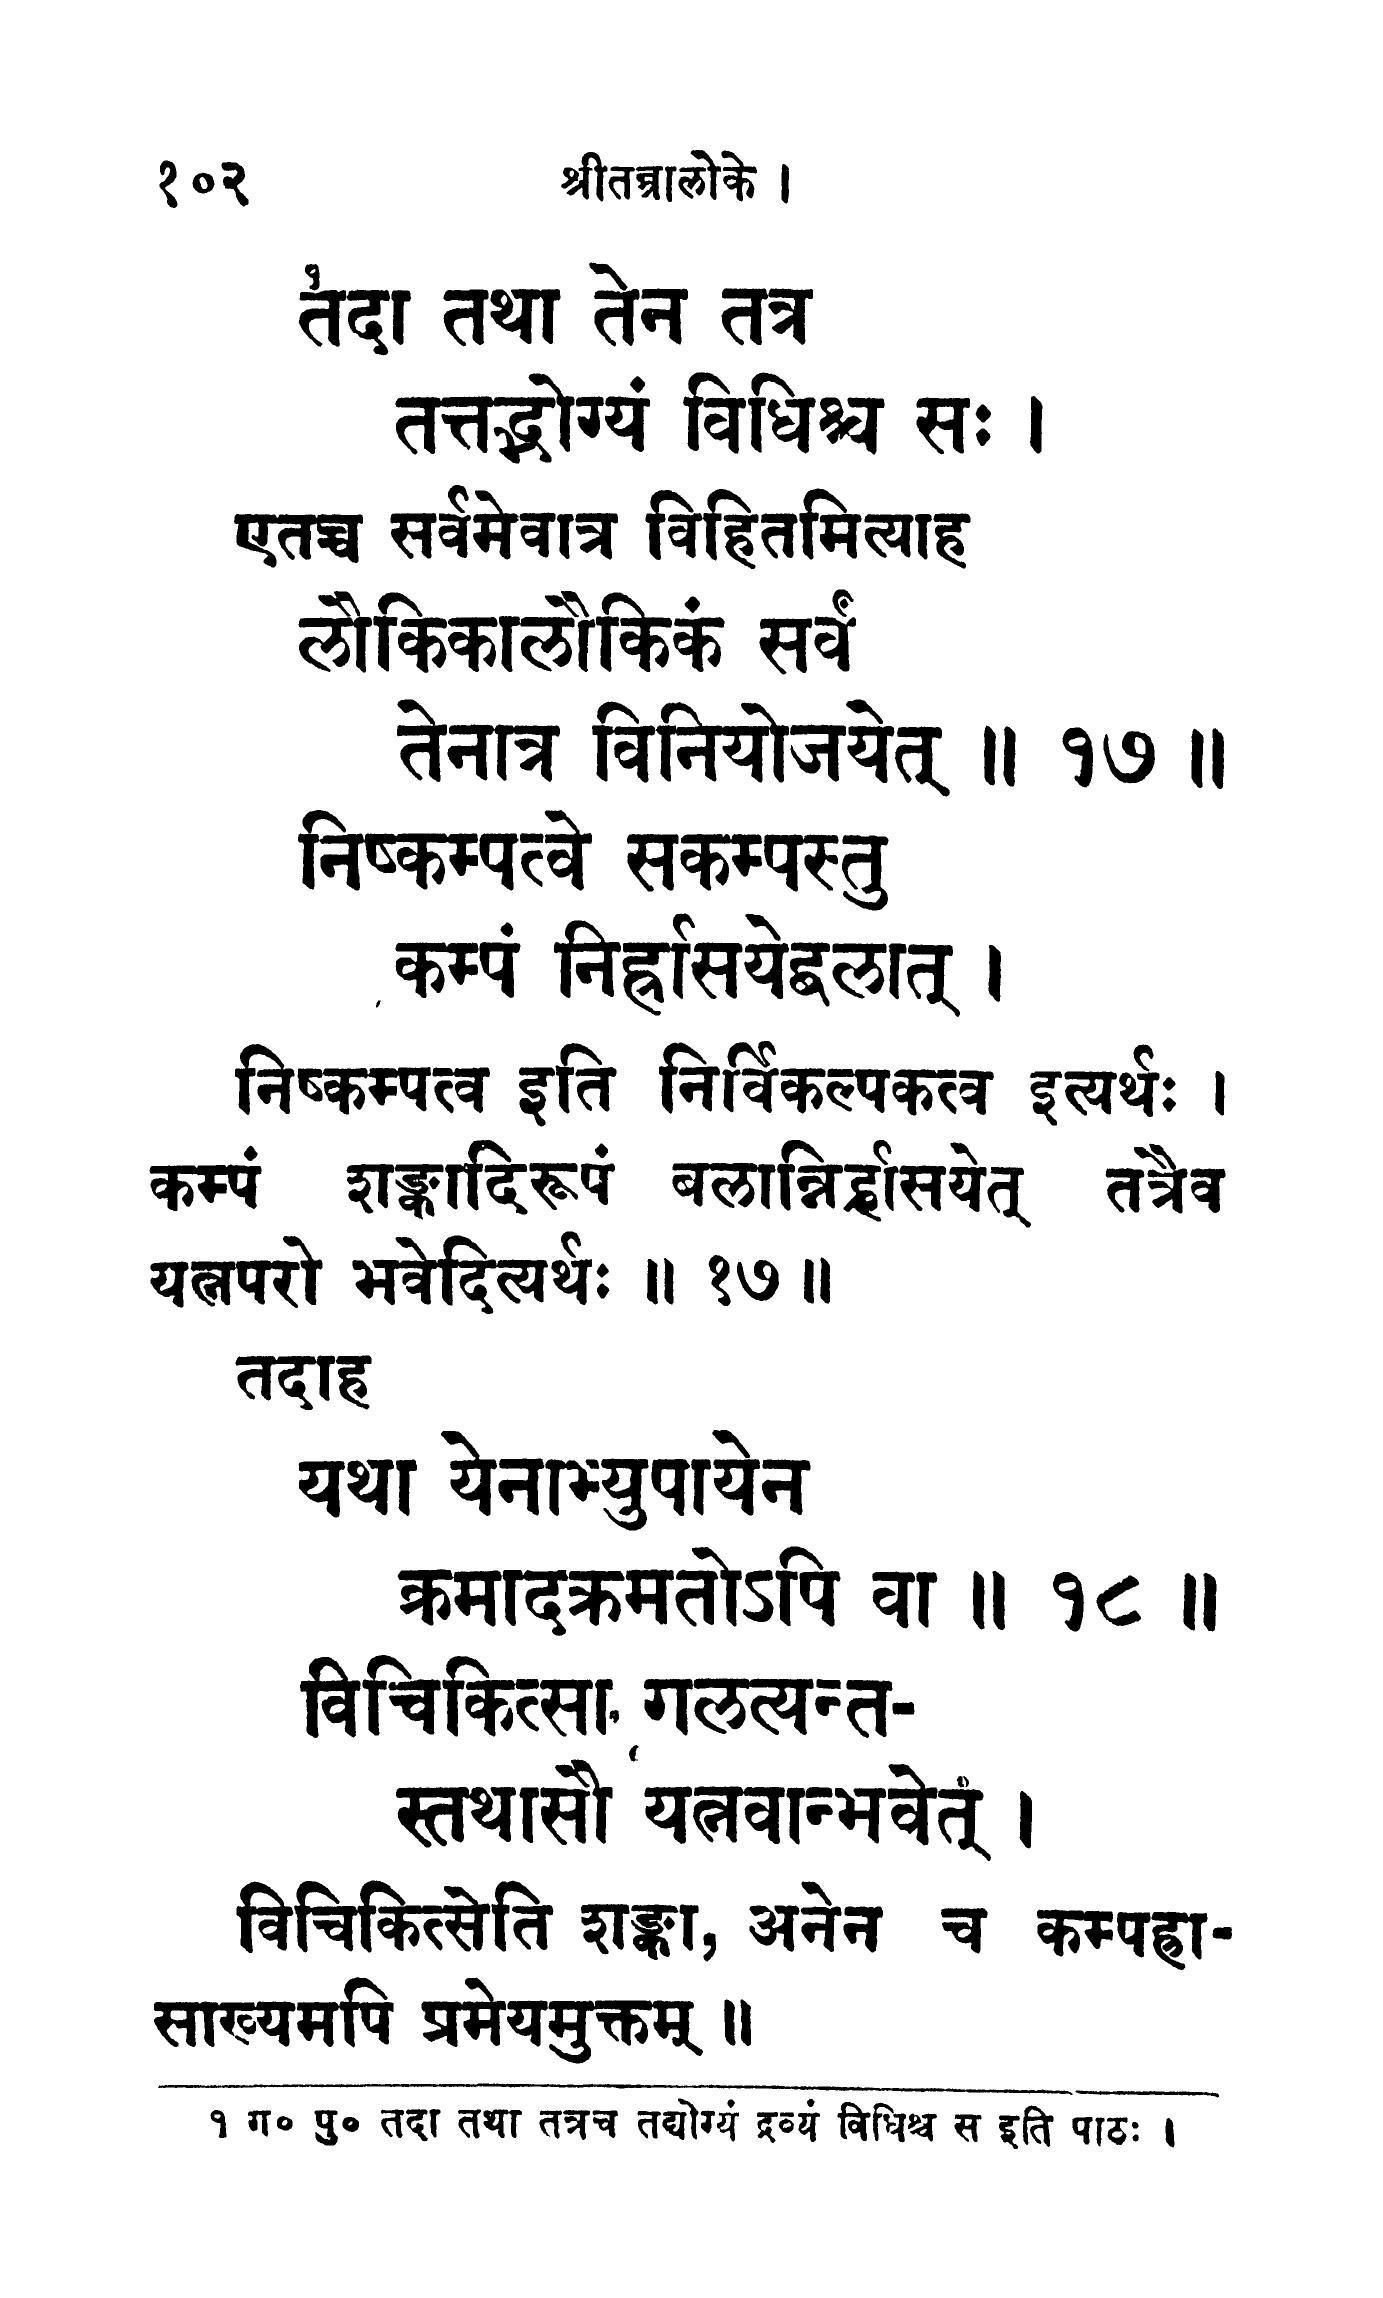 १०२ श्रीतन्त्रालोके ।
१तदा तथा तेन तत्र
तत्तद्भोग्यं विधिश्च सः ।
एतच्च सर्वमेवात्र विहितमित्याह
लौकिकालौकिकं सर्वं
तेनात्र विनियोजयेत् ॥ १७ ॥
निष्कम्पत्वे सकम्पस्तु
कम्पं निर्ह्रासयेद्बलात् ।
निष्कम्पत्व इति निर्विकल्पकत्व इत्यर्थः ।
कम्पं शङ्कादिरूपं बलान्निर्ह्रासयेत् तत्रैव
यत्नपरो भवेदित्यर्थः ॥ १७ ॥
तदाह
यथा येनाभ्युपायेन
क्रमादक्रमतोऽपि वा ॥ १८ ॥
विचिकित्सा गलत्यन्त-
स्तथासौ यत्नवान्भवेत् ।
विचिकित्सेति शङ्का, अनेन च कम्पह्रा-
साख्यमपि प्रमेयमुक्तम् ॥
१ ग० पु० तदा तथा तत्रच तद्योग्यं द्रव्यं विधिश्च स इति पाठः ।